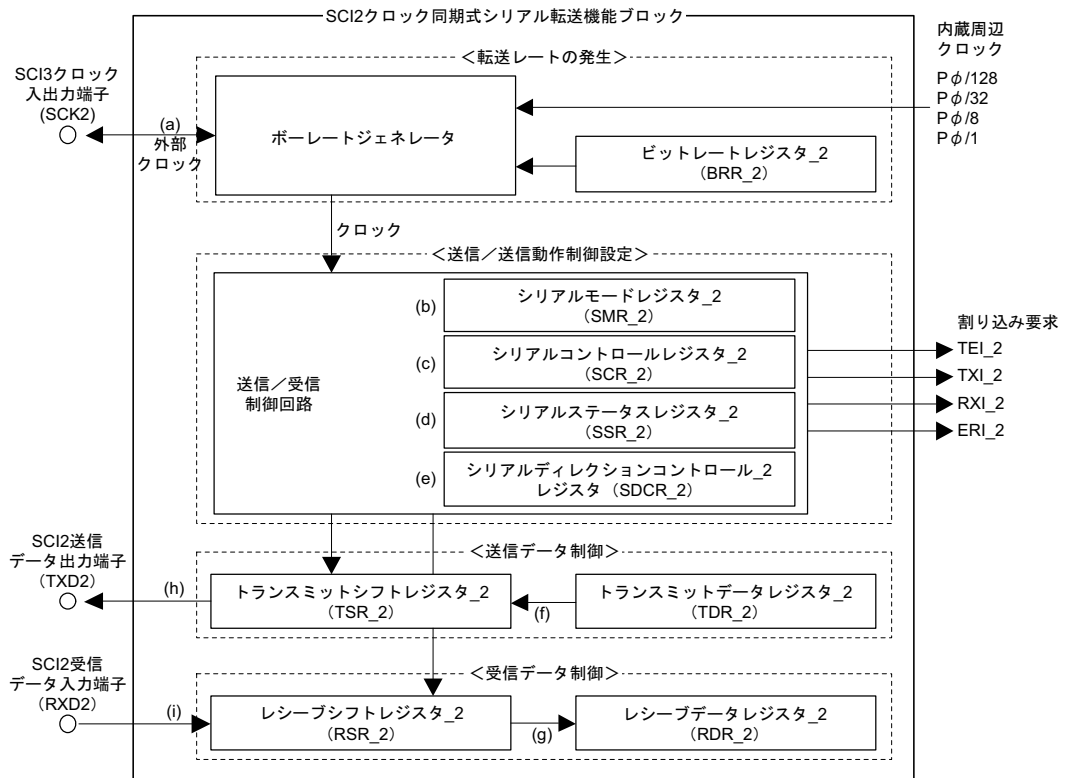 SCI2クロック同期式シリアル転送機能ブロック
＜転送レートの発生＞
内蔵周辺
クロック
Pφ/128
Pφ/32
Pφ/8
Pφ/1
SCI3クロック
入出力端子
(SCK2)
(a)
外部
クロック
ボーレートジェネレータ
ビットレートレジスタ_2
（BRR_2）
クロック
＜送信／送信動作制御設定＞
送信／受信
制御回路
(b)
シリアルモードレジスタ_2
（SMR_2）
(c)
シリアルコントロールレジスタ_2
（SCR_2）
(d)
シリアルステータスレジスタ_2
（SSR_2）
(e)
シリアルディレクションコントロール_2
レジスタ（SDCR_2）
割り込み要求
TEI_2
TXI_2
RXI_2
ERI_2
＜送信データ制御＞
SCI2送信
データ出力端子
(TXD2)
(h)
トランスミットシフトレジスタ_2
（TSR_2）
(f)
トランスミットデータレジスタ_2
（TDR_2）
＜受信データ制御＞
SCI2受信
データ入力端子
(RXD2)
(i)
レシーブシフトレジスタ_2
（RSR_2）
(g)
レシーブデータレジスタ_2
（RDR_2）